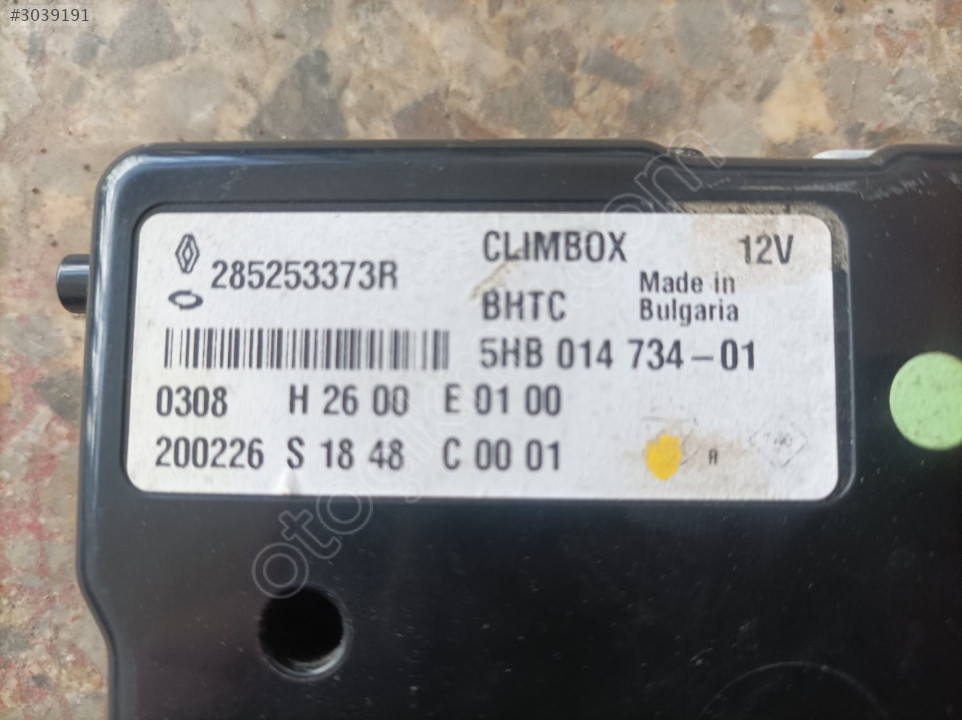 #3039191
285253373R
CLIMBOX 12V
BHTC Made in
Bulgaria
5HB 014 734-01
0308 H 26 00 E 01 00
200226 S 18 48 C 00 01
A